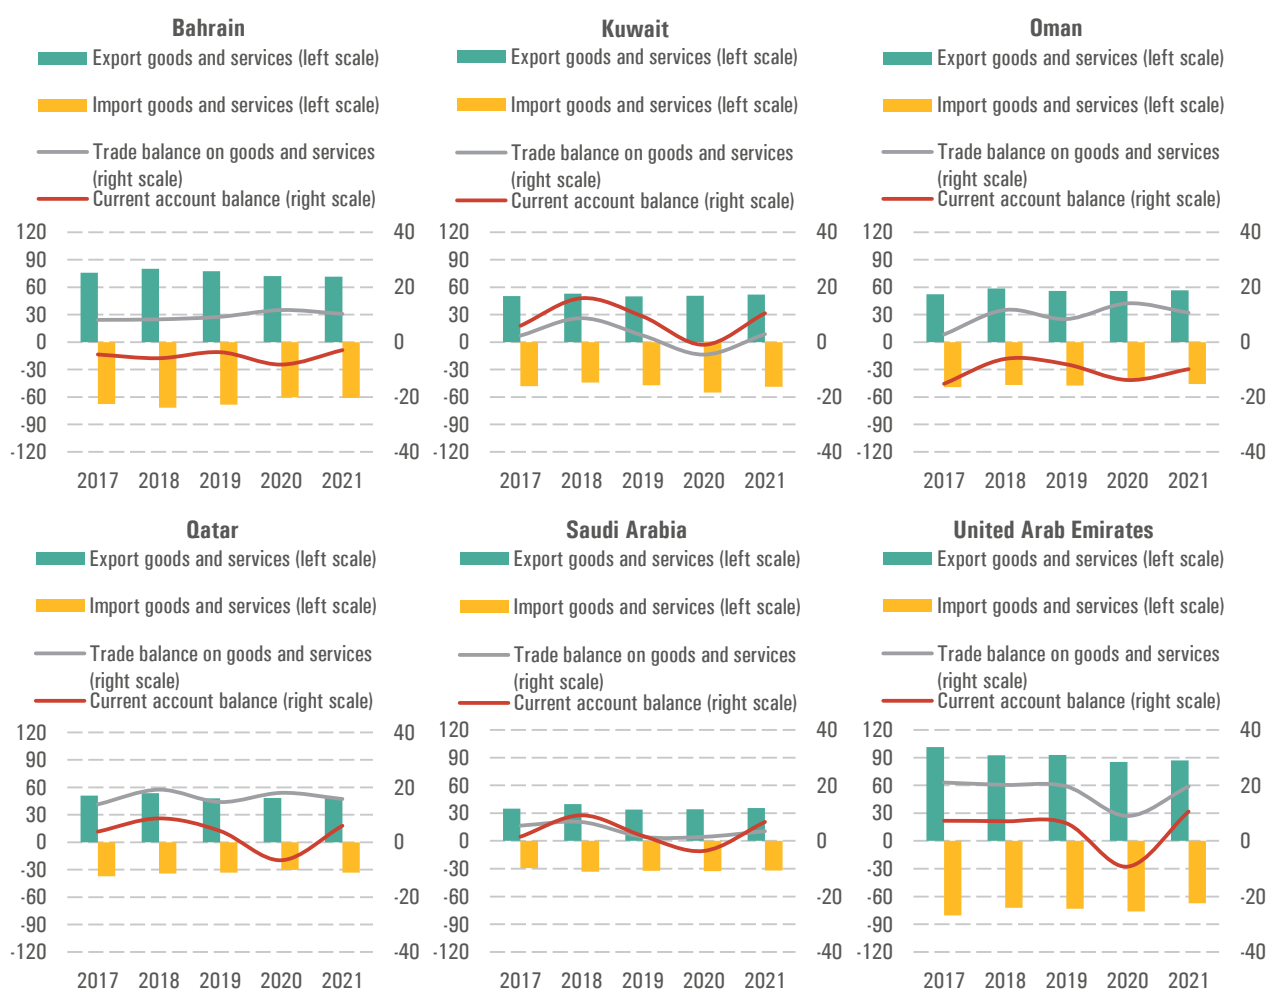 Bahrain
Export goods and services (left scale)
Import goods and services (left scale)
Trade balance on goods and services
(right scale)
Current account balance (right scale)
120
90
60
30
0
-30
-60
-90
-120
40
20
0
-20
-40
2017 2018 2019 2020 2021
Kuwait
Export goods and services (left scale)
Import goods and services (left scale)
Trade balance on goods and services
(right scale)
Current account balance (right scale)
120
90
60
30
0
-30
-60
-90
-120
40
20
0
-20
-40
2017 2018 2019 2020 2021
Oman
Export goods and services (left scale)
Import goods and services (left scale)
Trade balance on goods and services
(right scale)
Current account balance (right scale)
120
90
60
30
0
-30
-60
-90
-120
40
20
0
-20
-40
2017 2018 2019 2020 2021
Qatar
Export goods and services (left scale)
Import goods and services (left scale)
Trade balance on goods and services
(right scale)
Current account balance (right scale)
120
90
60
30
0
-30
-60
-90
-120
40
20
0
-20
-40
2017 2018 2019 2020 2021
Saudi Arabia
Export goods and services (left scale)
Import goods and services (left scale)
Trade balance on goods and services
(right scale)
Current account balance (right scale)
120
90
60
30
0
-30
-60
-90
-120
40
20
0
-20
-40
2017 2018 2019 2020 2021
United Arab Emirates
Export goods and services (left scale)
Import goods and services (left scale)
Trade balance on goods and services
(right scale)
Current account balance (right scale)
120
90
60
30
0
-30
-60
-90
-120
40
20
0
-20
-40
2017 2018 2019 2020 2021